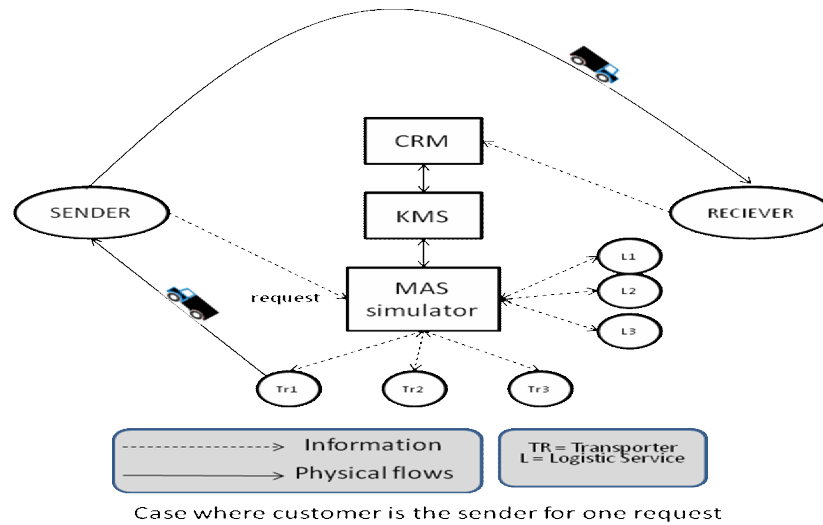 CRM
SENDER
KMS
RECIEVER
L1
MAS
simulator
request
L2
L3
Tr1
Tr2
Tr3
Information
Physical flows
TR = Transporter
L = Logistic Service
Case where customer is the sender for one request